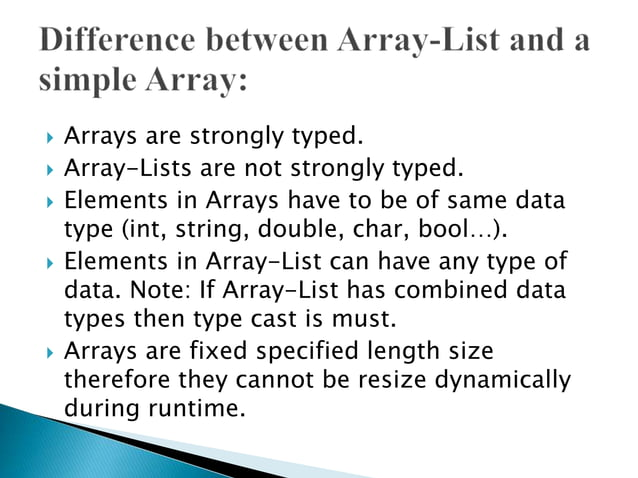 Difference between Array-List and a
simple Array:
Arrays are strongly typed.
Array-Lists are not strongly typed.
Elements in Arrays have to be of same data
type (int, string, double, char, bool…).
Elements in Array-List can have any type of
data. Note: If Array-List has combined data
types then type cast is must.
Arrays are fixed specified length size
therefore they cannot be resize dynamically
during runtime.